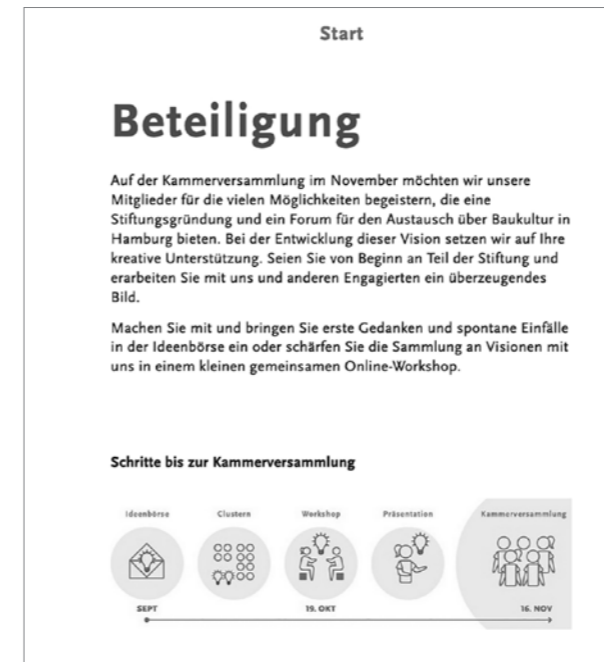 Start
Beteiligung
Auf der Kammerversammlung im November möchten wir unsere
Mitglieder für die vielen Möglichkeiten begeistern, die eine
Stiftungsgründung und ein Forum für den Austausch über Baukultur in
Hamburg bieten. Bei der Entwicklung dieser Vision setzen wir auf Ihre
kreative Unterstützung. Seien Sie von Beginn an Teil der Stiftung und
erarbeiten Sie mit uns und anderen Engagierten ein überzeugendes
Bild.
Machen Sie mit und bringen Sie erste Gedanken und spontane Einfälle
in der Ideenbörse ein oder schärfen Sie die Sammlung an Visionen mit
uns in einem kleinen gemeinsamen Online-Workshop.
Schritte bis zur Kammerversammlung
Ideenbörse Clustern Workshop Präsentation Kammerversammlung
SEPT 19. OKT 16. NOV